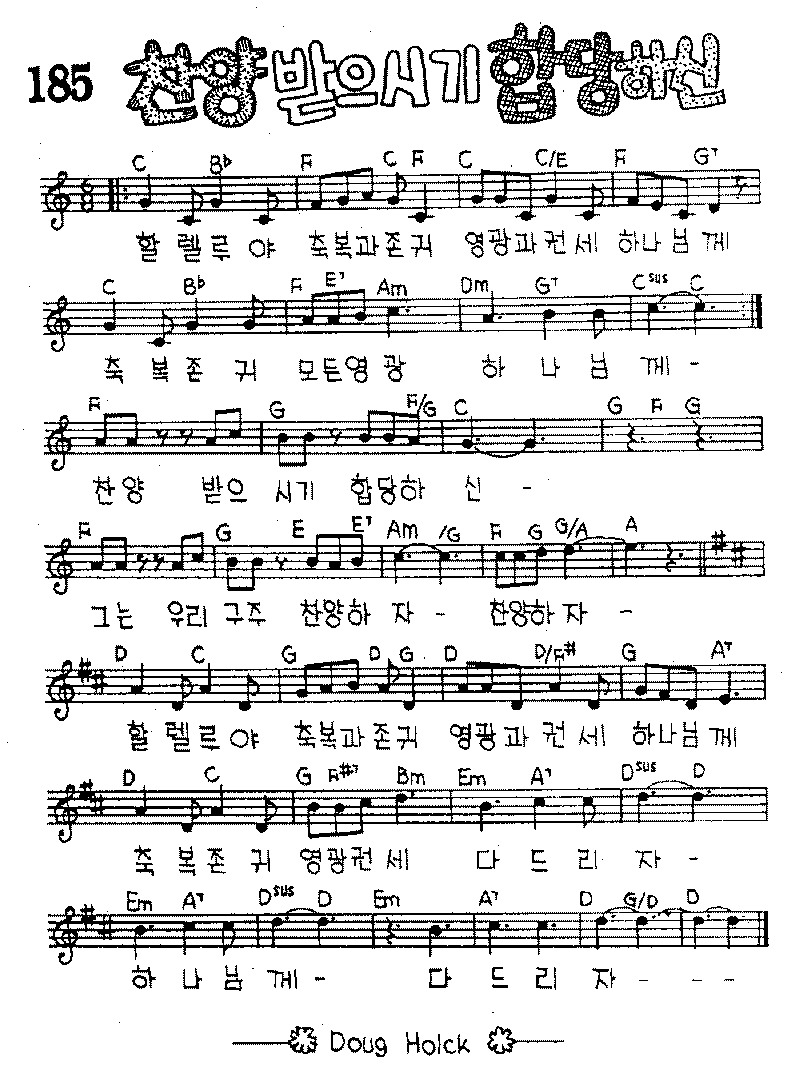 185 찬양 받으시기 합당하신
C B♭ F C F C C/E F G7
할렐루야 축복과존귀 영광과권세 하나님께
C B♭ F E7 Am Dm G7 Csus C
축복존귀 모든영광 하나님께 -
F G F/G C G F G
찬양 받으시기 합당하신 -
F G E E7 Am /G F G G/A A
그는 우리구주 찬양하자 - 찬양하자 -
D C G D G D D/F# G A7
할렐루야 축복과존귀 영광과권세 하나님께
D C G F#7 Bm Em A7 Dsus D
축복존귀 영광권세 다드리자 -
Em A7 Dsus D Em A7 D G/D D
하나님께 - 다드리자 - - -
Doug Holck